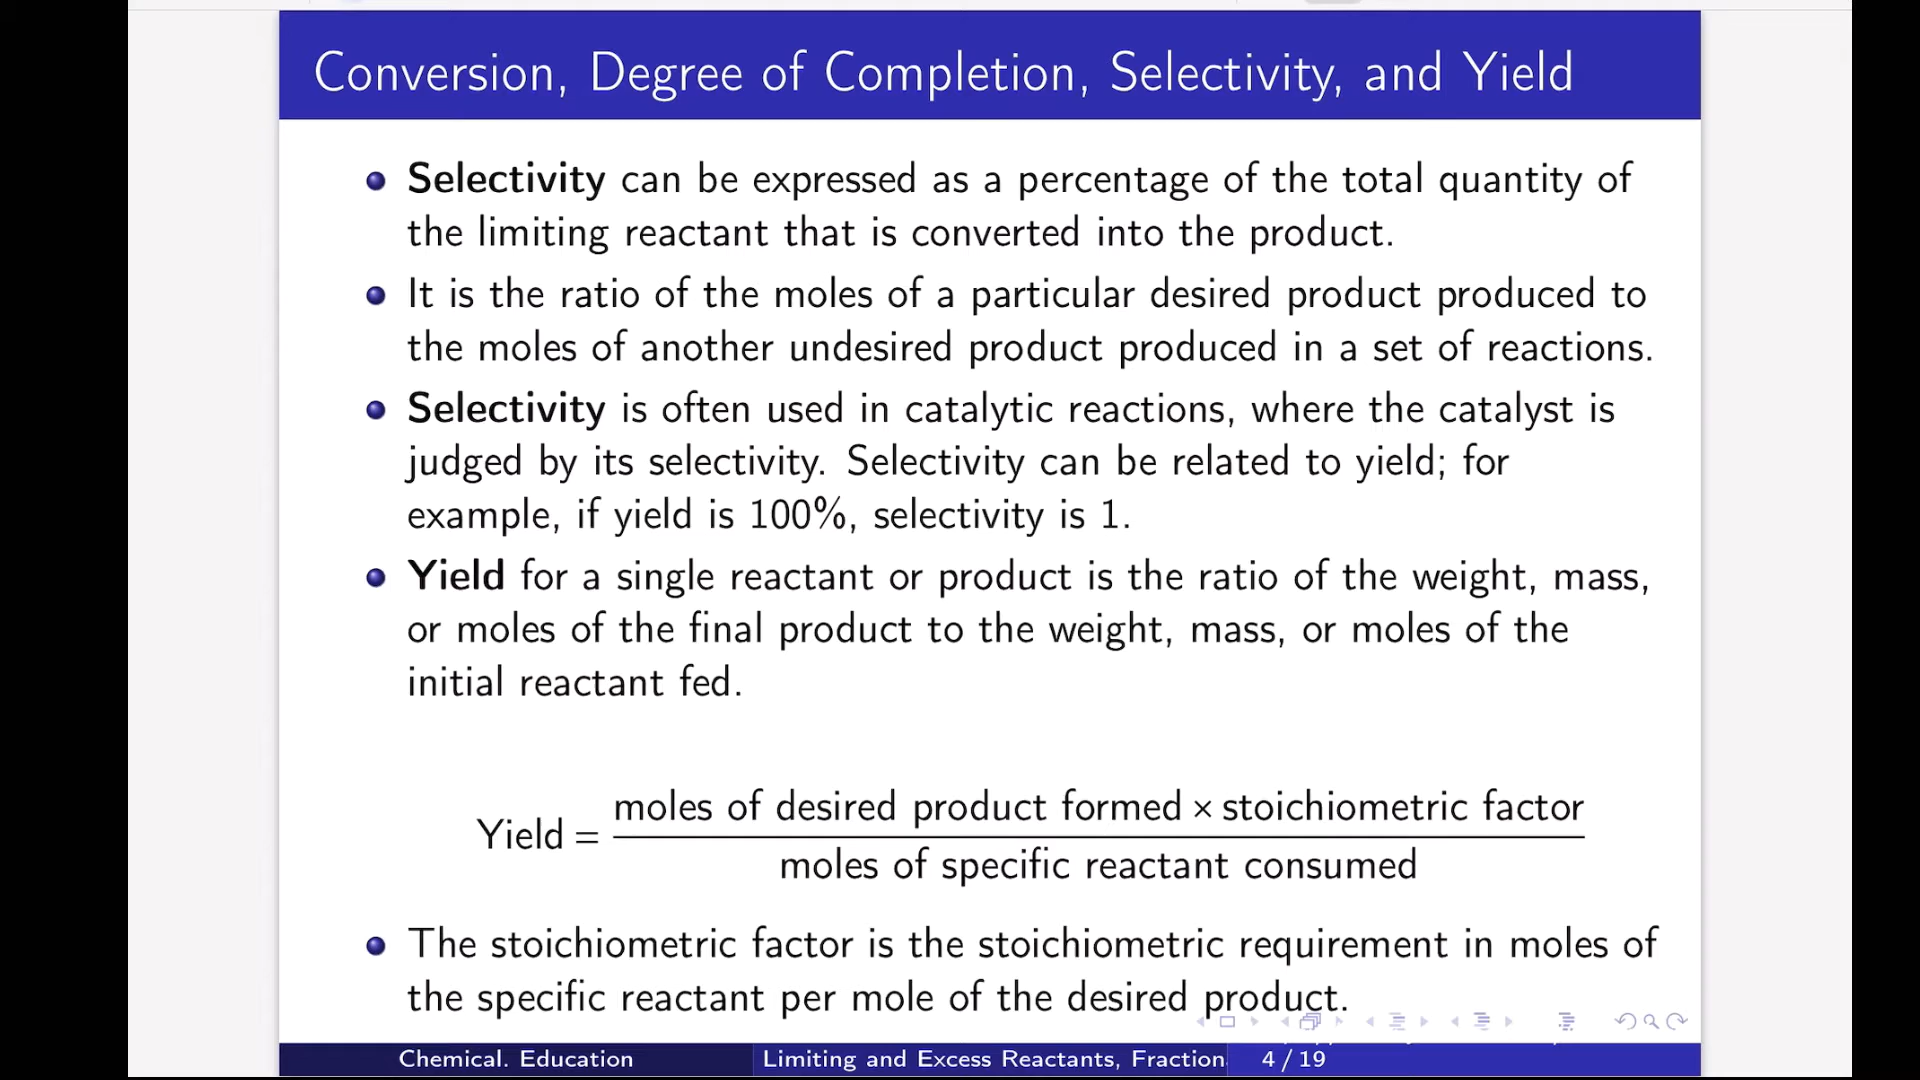 Conversion, Degree of Completion, Selectivity, and Yield
Selectivity can be expressed as a percentage of the total quantity of
the limiting reactant that is converted into the product.
It is the ratio of the moles of a particular desired product produced to
the moles of another undesired product produced in a set of reactions.
Selectivity is often used in catalytic reactions, where the catalyst is
judged by its selectivity. Selectivity can be related to yield; for
example, if yield is 100%, selectivity is 1.
Yield for a single reactant or product is the ratio of the weight, mass,
or moles of the final product to the weight, mass, or moles of the
initial reactant fed.
Yield = moles of desired product formed × stoichiometric factor
moles of specific reactant consumed
The stoichiometric factor is the stoichiometric requirement in moles of
the specific reactant per mole of the desired product.
Chemical. Education Limiting and Excess Reactants, Fraction 4 / 19